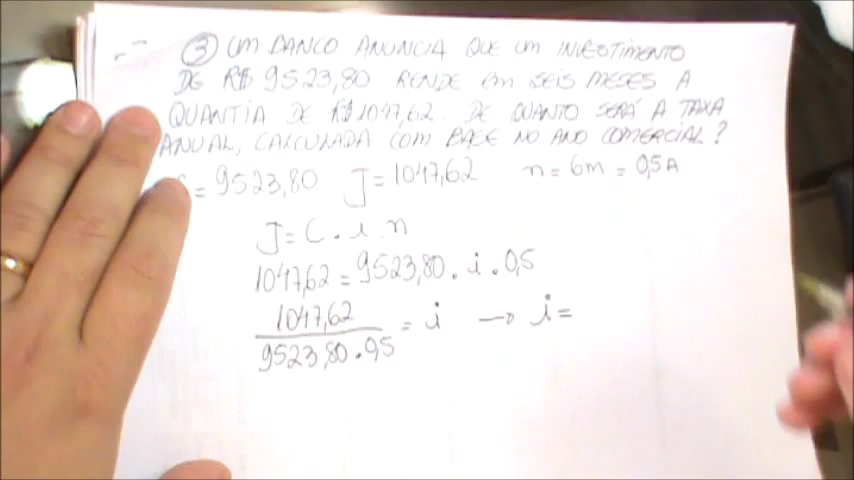 ③ UM BANCO ANUNCIA QUE UM INVESTIMENTO
DE R$ 9523,80 RENDE EM SEIS MESES A
QUANTIA DE R$ 1047,62. DE QUANTO SERÁ A TAXA
ANUAL, CALCULADA COM BASE NO ANO COMERCIAL?
C = 9523,80 J = 1047,62 n = 6m = 0,5A
J = C . i . n
1047,62 = 9523,80 . i . 0,5
1047,62
9523,80 . 0,5 = i → i =